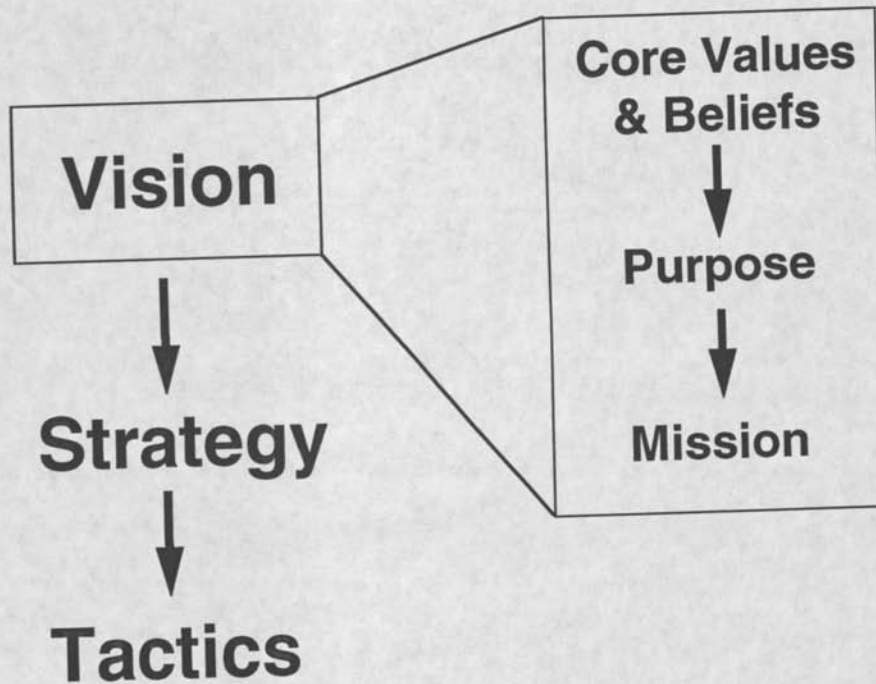 Vision
Strategy
Tactics
Core Values
& Beliefs
Purpose
Mission